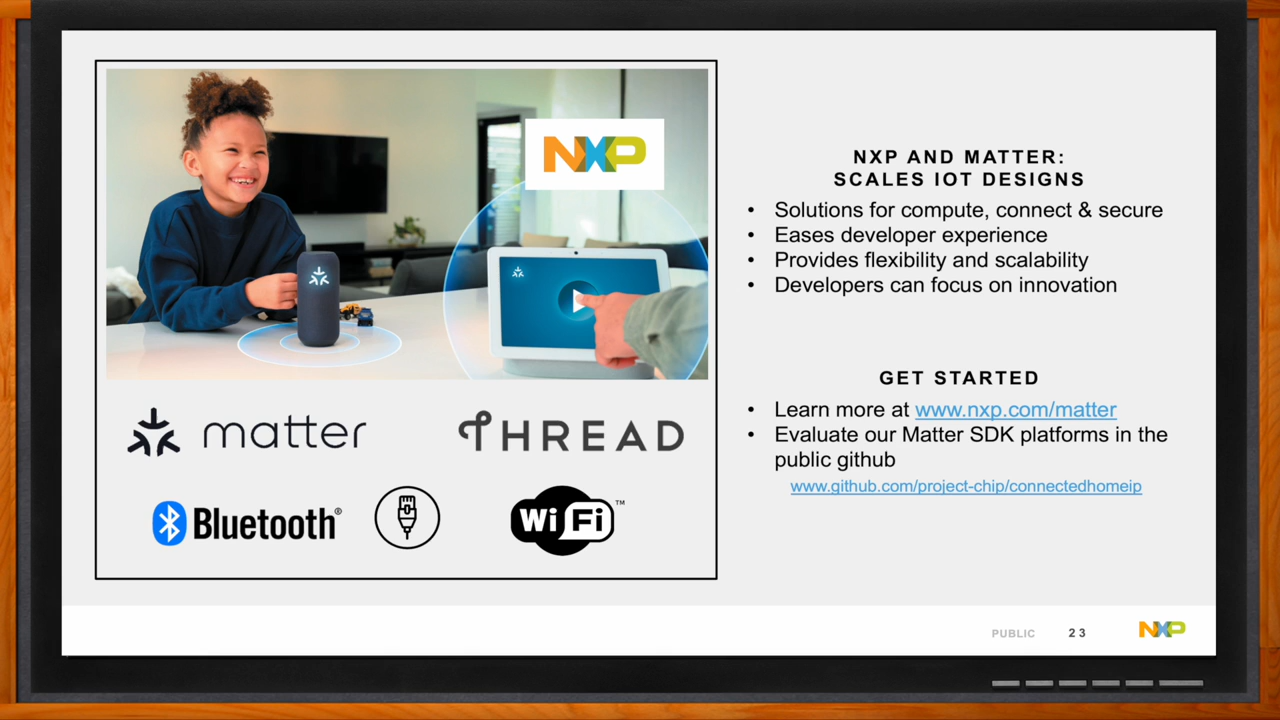 NXP
NXP AND MATTER:
SCALES IOT DESIGNS
• Solutions for compute, connect & secure
• Eases developer experience
• Provides flexibility and scalability
• Developers can focus on innovation
GET STARTED
• Learn more at www.nxp.com/matter
• Evaluate our Matter SDK platforms in the
public github
www.github.com/project-chip/connectedhomeip
matter
THREAD
Bluetooth®
Wi Fi™
PUBLIC 23 NXP